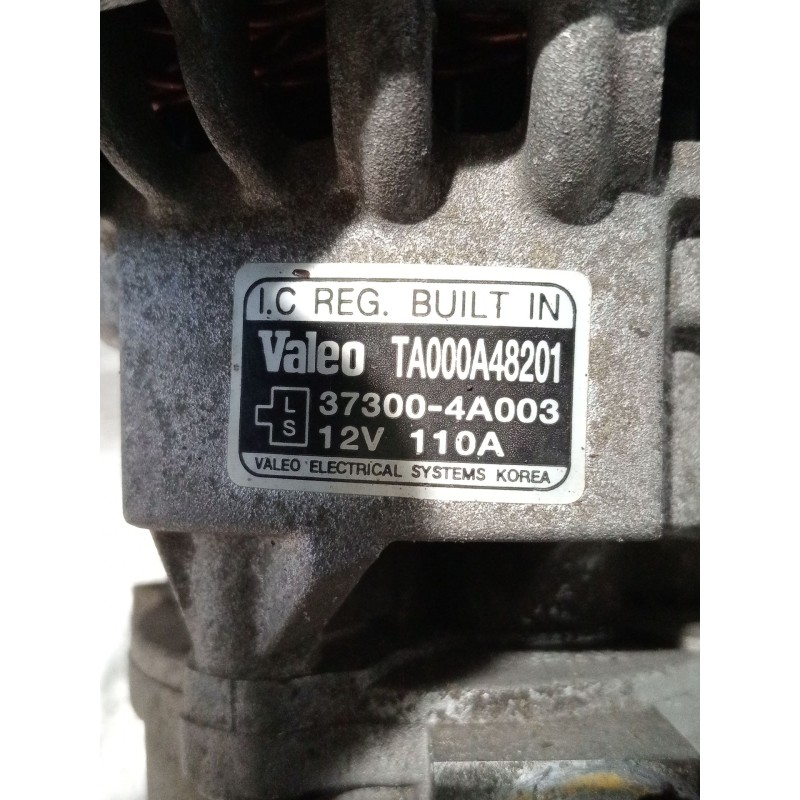 I.C REG. BUILT IN
Valeo TA000A48201
L 37300-4A003
S 12V 110A
VALEO ELECTRICAL SYSTEMS KOREA